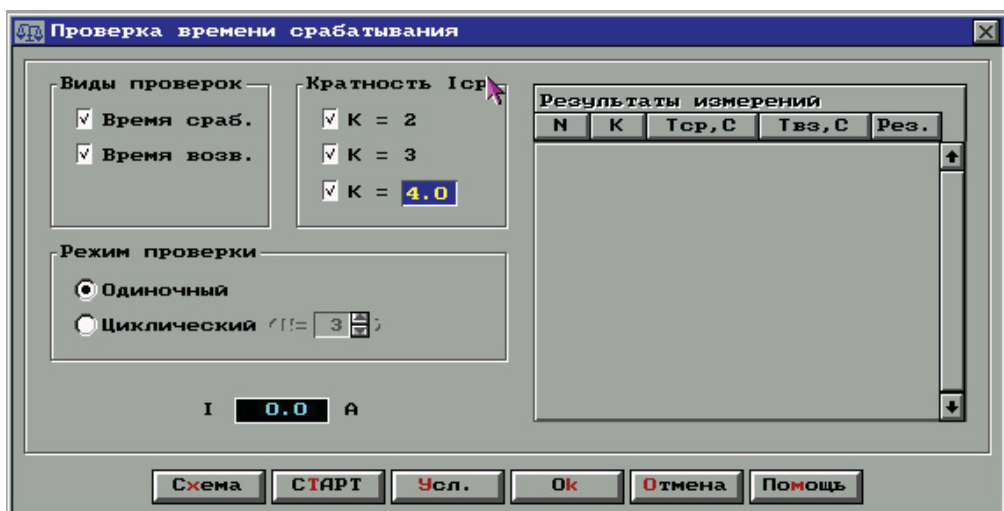 Проверка времени срабатывания
Виды проверок
Время сраб.
Время возв.
Кратность Iср
K = 2
K = 3
K = 4.0
Режим проверки
Одиночный
Циклический (N= 3 )
I 0.0 A
Результаты измерений
N K Tср,С Tвз,С Рез.
Схема СТАРТ Усл. Ok Отмена Помощь